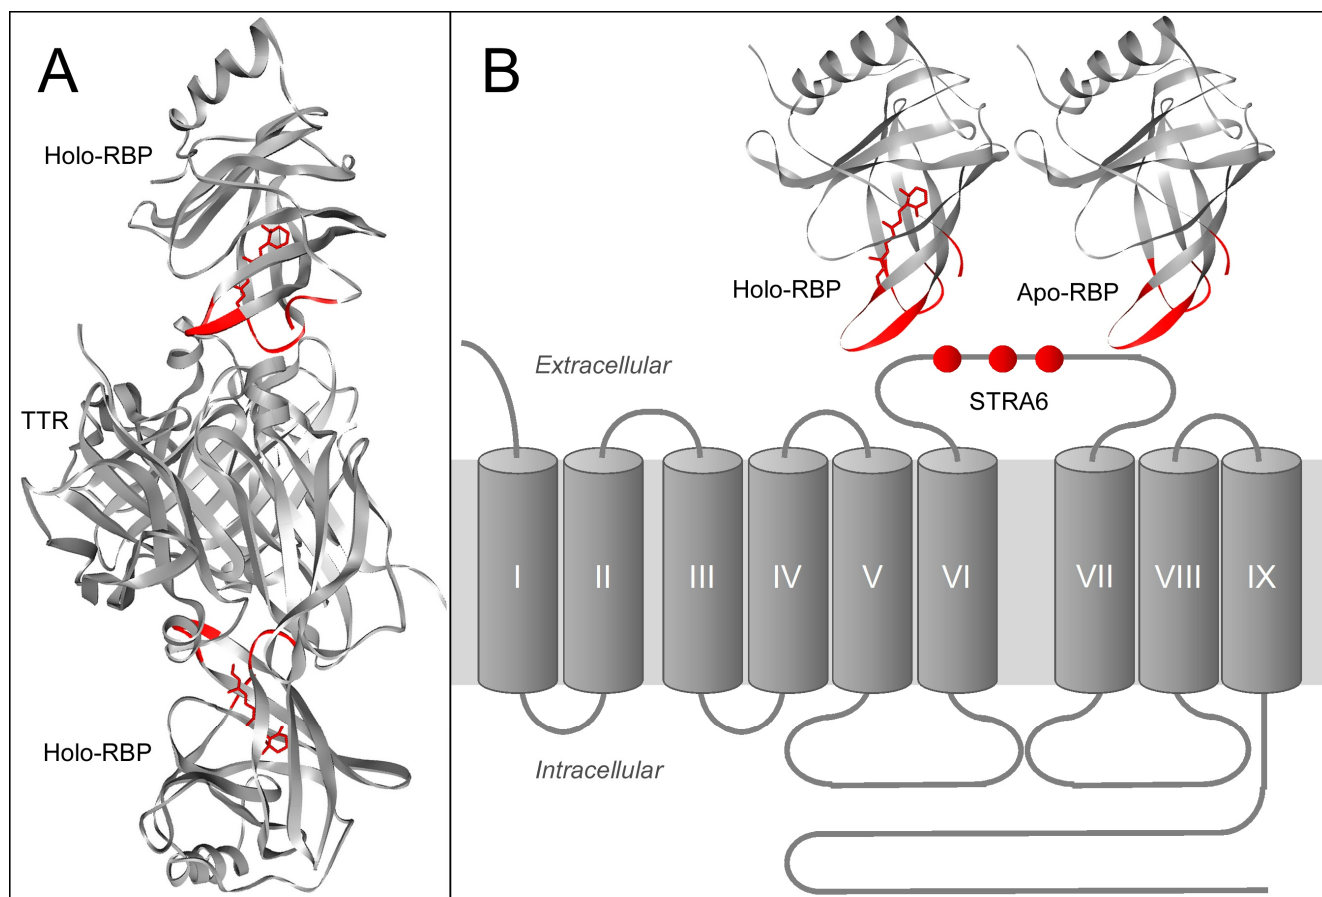 A
Holo-RBP
TTR
Holo-RBP
B
Holo-RBP
Apo-RBP
Extracellular
STRA6
I II III IV V VI VII VIII IX
Intracellular